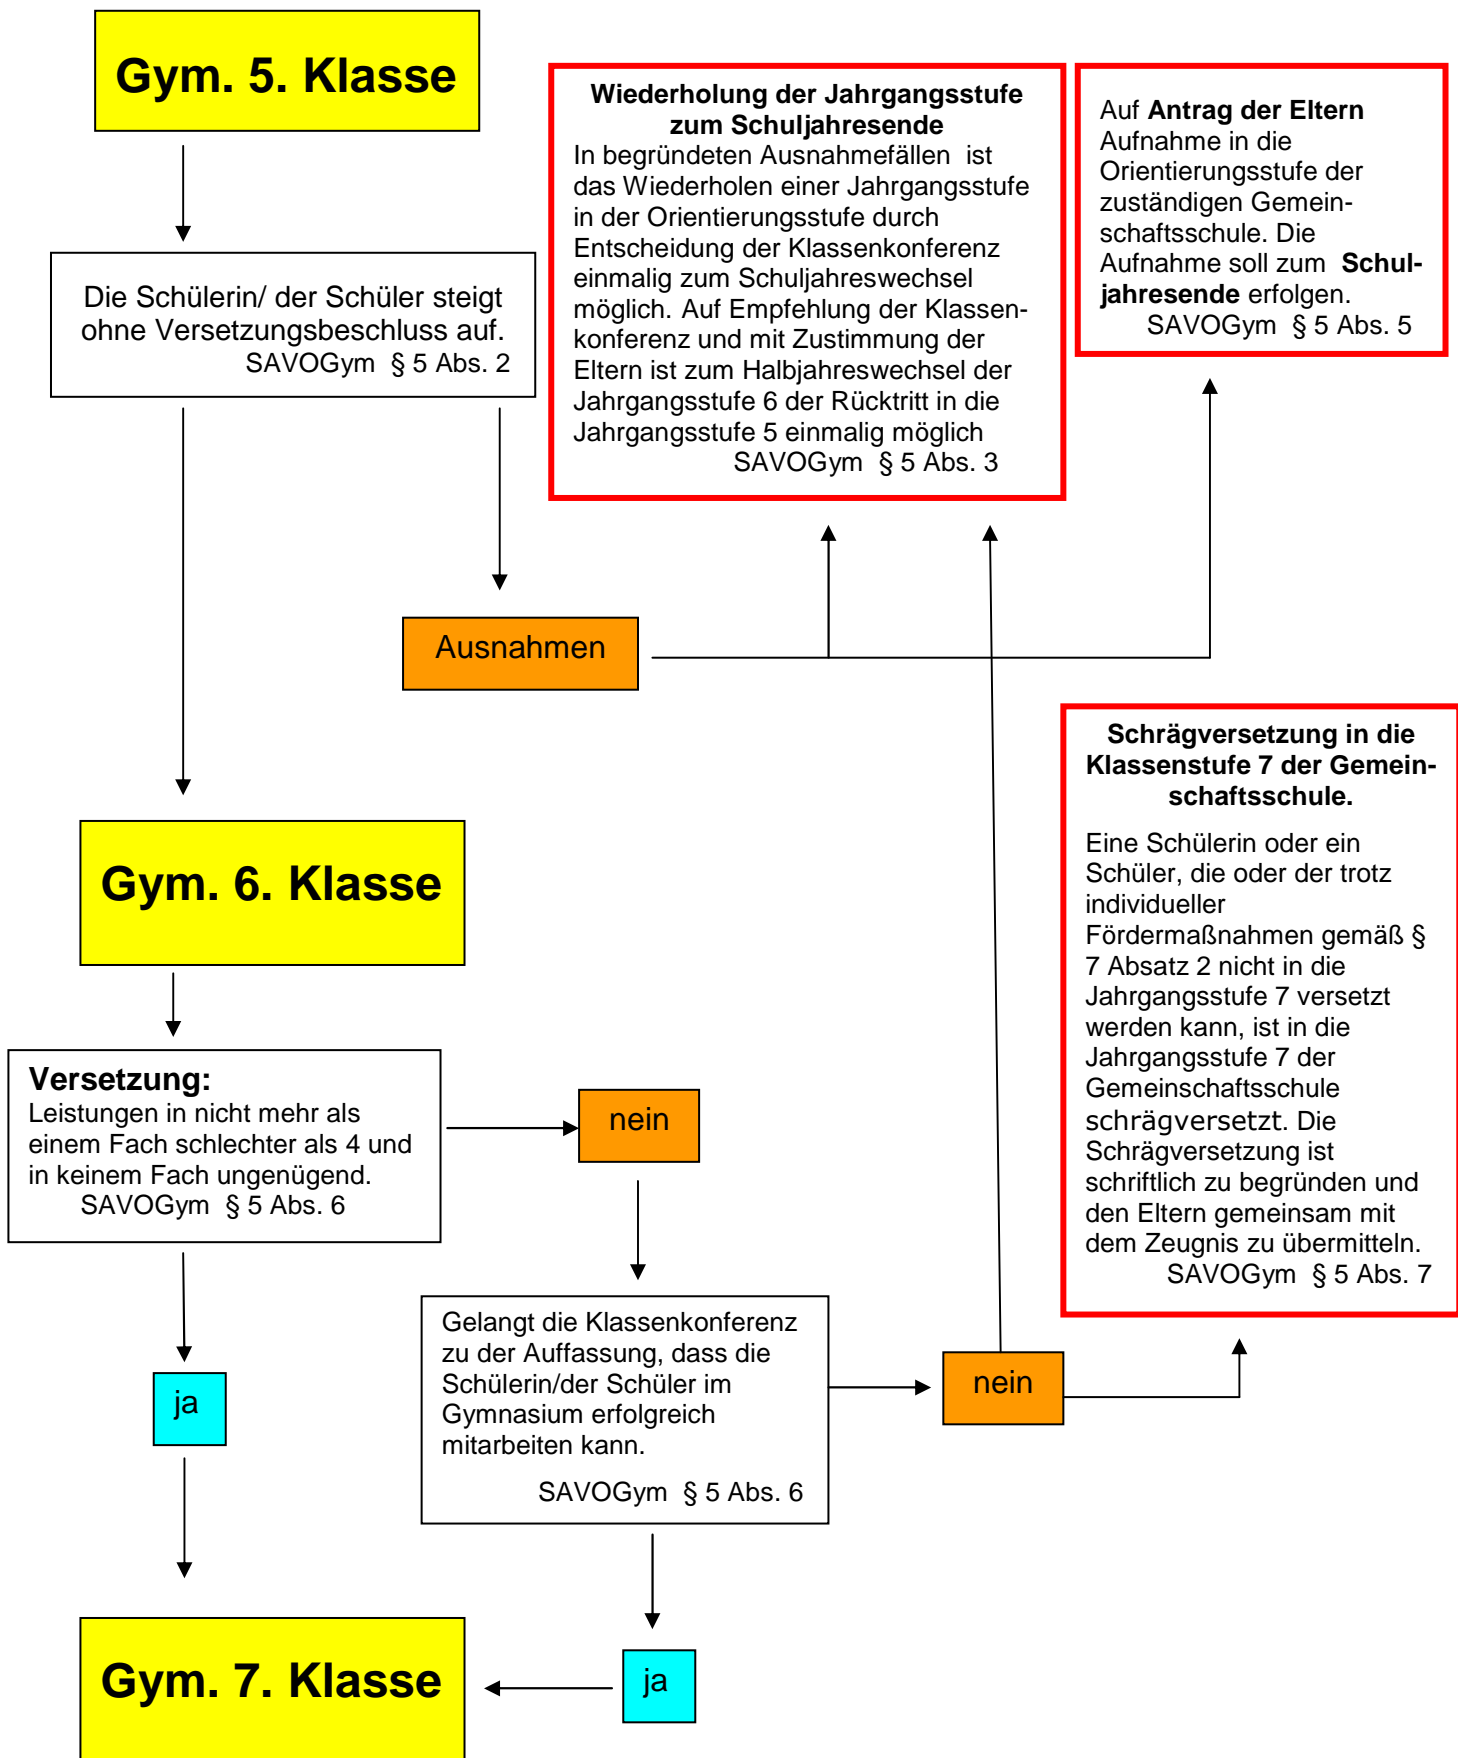 Gym. 5. Klasse
Wiederholung der Jahrgangsstufe
zum Schuljahresende
In begründeten Ausnahmefällen ist
das Wiederholen einer Jahrgangsstufe
in der Orientierungsstufe durch
Entscheidung der Klassenkonferenz
einmalig zum Schuljahreswechsel
möglich. Auf Empfehlung der Klassen-
konferenz und mit Zustimmung der
Eltern ist zum Halbjahreswechsel der
Jahrgangsstufe 6 der Rücktritt in die
Jahrgangsstufe 5 einmalig möglich
SAVOGym § 5 Abs. 3
Auf Antrag der Eltern
Aufnahme in die
Orientierungsstufe der
zuständigen Gemein-
schaftsschule. Die
Aufnahme soll zum Schul-
jahresende erfolgen.
SAVOGym § 5 Abs. 5
Die Schülerin/ der Schüler steigt
ohne Versetzungsbeschluss auf.
SAVOGym § 5 Abs. 2
Ausnahmen
Schrägversetzung in die
Klassenstufe 7 der Gemein-
schaftsschule.
Eine Schülerin oder ein
Schüler, die oder der trotz
individueller
Fördermaßnahmen gemäß §
7 Absatz 2 nicht in die
Jahrgangsstufe 7 versetzt
werden kann, ist in die
Jahrgangsstufe 7 der
Gemeinschaftsschule
schrägversetzt. Die
Schrägversetzung ist
schriftlich zu begründen und
den Eltern gemeinsam mit
dem Zeugnis zu übermitteln.
SAVOGym § 5 Abs. 7
Gym. 6. Klasse
Versetzung:
Leistungen in nicht mehr als
einem Fach schlechter als 4 und
in keinem Fach ungenügend.
SAVOGym § 5 Abs. 6
nein
Gelangt die Klassenkonferenz
zu der Auffassung, dass die
Schülerin/der Schüler im
Gymnasium erfolgreich
mitarbeiten kann.
SAVOGym § 5 Abs. 6
nein
ja
ja
Gym. 7. Klasse